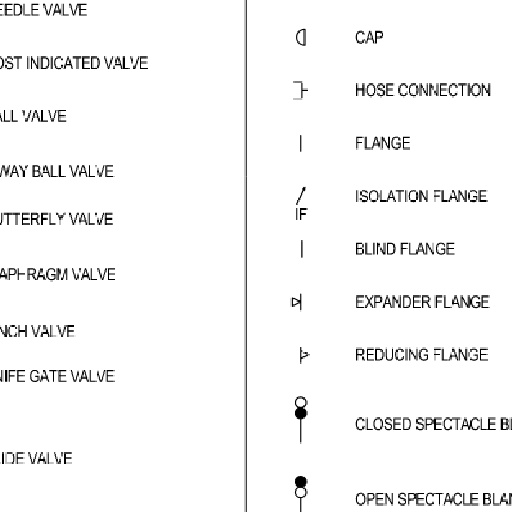 EEDLE VALVE
OST INDICATED VALVE
ALL VALVE
WAY BALL VALVE
UTTERFLY VALVE
APHRAGM VALVE
NCH VALVE
NIFE GATE VALVE
IDE VALVE
CAP
HOSE CONNECTION
FLANGE
ISOLATION FLANGE
IF
BLIND FLANGE
EXPANDER FLANGE
REDUCING FLANGE
CLOSED SPECTACLE BL
OPEN SPECTACLE BLAN